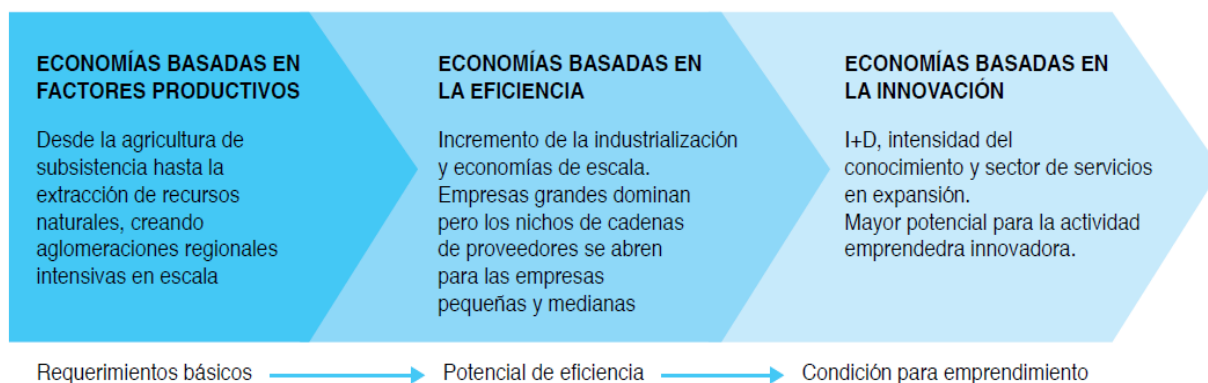 ECONOMÍAS BASADAS EN
FACTORES PRODUCTIVOS
Desde la agricultura de
subsistencia hasta la
extracción de recursos
naturales, creando
aglomeraciones regionales
intensivas en escala
ECONOMÍAS BASADAS EN
LA EFICIENCIA
Incremento de la industrialización
y economías de escala.
Empresas grandes dominan
pero los nichos de cadenas
de proveedores se abren
para las empresas
pequeñas y medianas
ECONOMÍAS BASADAS EN
LA INNOVACIÓN
I+D, intensidad del
conocimiento y sector de servicios
en expansión.
Mayor potencial para la actividad
emprendedra innovadora.
Requerimientos básicos
Potencial de eficiencia
Condición para emprendimiento